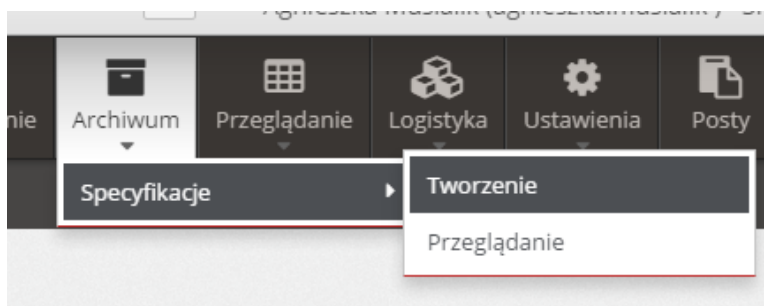 nie
Archiwum
Przeglądanie
Logistyka
Ustawienia
Posty
Specyfikacje
Tworzenie
Przeglądanie